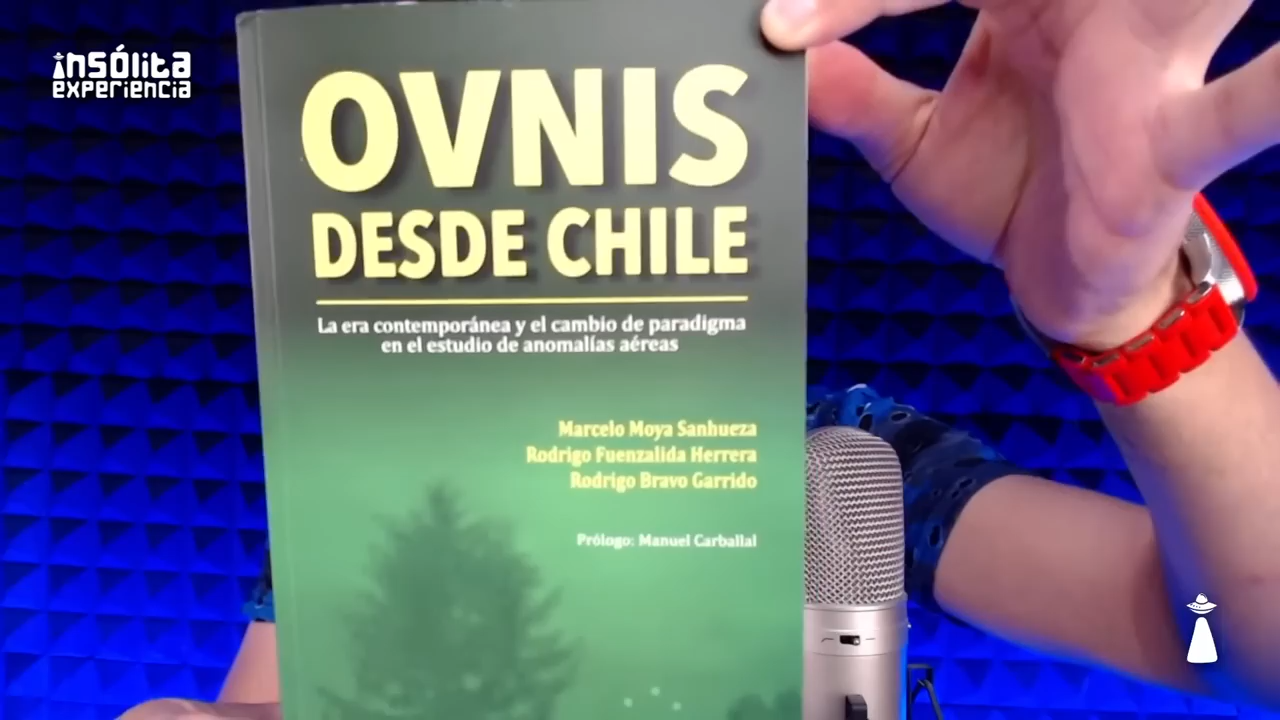 INSÓLITA
EXPERIENCIA
OVNIS
DESDE CHILE
La era contemporánea y el cambio de paradigma
en el estudio de anomalías aéreas
Marcelo Moya Sanhueza
Rodrigo Fuenzalida Herrera
Rodrigo Bravo Garrido
Prólogo: Manuel Carballal